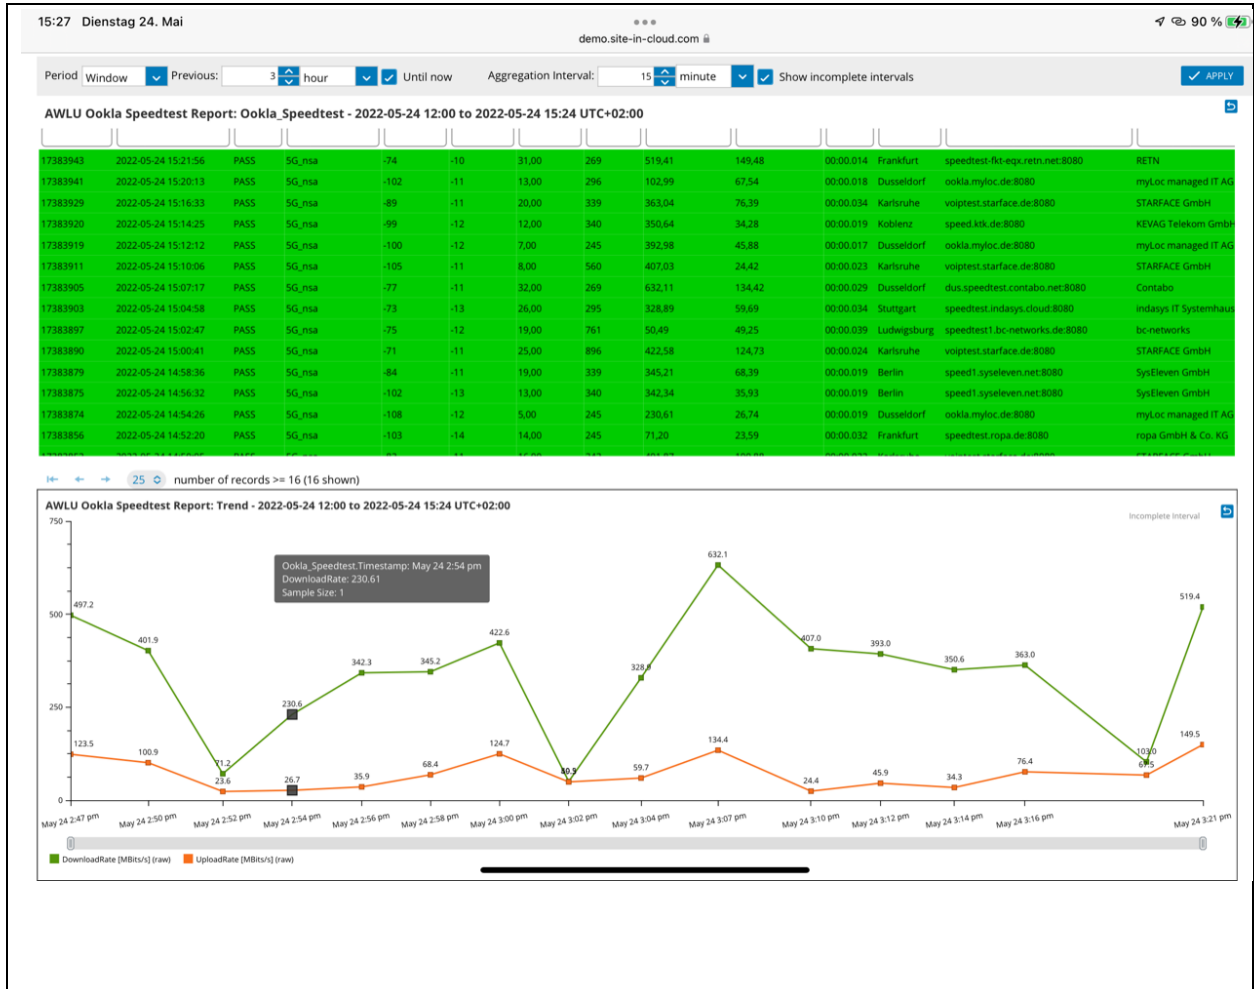 15:27 Dienstag 24. Mai
90 %
demo.site-in-cloud.com
Period Window Previous: 3 hour Until now Aggregation Interval: 15 minute Show incomplete intervals APPLY
AWLU Ookla Speedtest Report: Ookla_Speedtest - 2022-05-24 12:00 to 2022-05-24 15:24 UTC+02:00
17383943 2022-05-24 15:21:56 PASS 5G_nsa -74 -10 31,00 269 519,41 149,48 00:00.014 Frankfurt speedtest-fkt-eqx.retn.net:8080 RETN
17383941 2022-05-24 15:20:13 PASS 5G_nsa -102 -11 13,00 296 102,99 67,54 00:00.018 Dusseldorf ookla.myloc.de:8080 myLoc managed IT AG
17383929 2022-05-24 15:16:33 PASS 5G_nsa -89 -11 20,00 339 363,04 76,39 00:00.034 Karlsruhe voiptest.starface.de:8080 STARFACE GmbH
17383920 2022-05-24 15:14:25 PASS 5G_nsa -99 -12 12,00 340 350,64 34,28 00:00.019 Koblenz speed.ktk.de:8080 KEVAG Telekom GmbH
17383919 2022-05-24 15:12:12 PASS 5G_nsa -100 -12 7,00 245 392,98 45,88 00:00.017 Dusseldorf ookla.myloc.de:8080 myLoc managed IT AG
17383911 2022-05-24 15:10:06 PASS 5G_nsa -105 -11 8,00 560 407,03 24,42 00:00.023 Karlsruhe voiptest.starface.de:8080 STARFACE GmbH
17383905 2022-05-24 15:07:17 PASS 5G_nsa -77 -11 32,00 269 632,11 134,42 00:00.029 Dusseldorf dus.speedtest.contabo.net:8080 Contabo
17383903 2022-05-24 15:04:58 PASS 5G_nsa -73 -13 26,00 295 328,89 59,69 00:00.034 Stuttgart speedtest.indasys.cloud:8080 indasys IT Systemhaus
17383897 2022-05-24 15:02:47 PASS 5G_nsa -75 -12 19,00 761 50,49 49,25 00:00.039 Ludwigsburg speedtest1.bc-networks.de:8080 bc-networks
17383890 2022-05-24 15:00:41 PASS 5G_nsa -71 -11 25,00 896 422,58 124,73 00:00.024 Karlsruhe voiptest.starface.de:8080 STARFACE GmbH
17383879 2022-05-24 14:58:36 PASS 5G_nsa -84 -11 19,00 339 345,21 68,39 00:00.019 Berlin speed1.syseleven.net:8080 SysEleven GmbH
17383875 2022-05-24 14:56:32 PASS 5G_nsa -102 -13 13,00 340 342,34 35,93 00:00.019 Berlin speed1.syseleven.net:8080 SysEleven GmbH
17383874 2022-05-24 14:54:26 PASS 5G_nsa -108 -12 5,00 245 230,61 26,74 00:00.019 Dusseldorf ookla.myloc.de:8080 myLoc managed IT AG
17383856 2022-05-24 14:52:20 PASS 5G_nsa -103 -14 14,00 245 71,20 23,59 00:00.032 Frankfurt speedtest.ropa.de:8080 ropa GmbH & Co. KG
25 number of records >= 16 (16 shown)
AWLU Ookla Speedtest Report: Trend - 2022-05-24 12:00 to 2022-05-24 15:24 UTC+02:00
Incomplete Interval
750
500
250
0
Ookla_Speedtest.Timestamp: May 24 2:54 pm
DownloadRate: 230.61
Sample Size: 1
497.2 401.9 71.2 230.6 342.3 345.2 422.6 328.9 632.1 407.0 393.0 350.6 363.0 103.0 519.4
123.5 100.9 23.6 26.7 35.9 68.4 124.7 59.7 134.4 24.4 45.9 34.3 76.4 67.5 149.5
May 24 2:47 pm May 24 2:50 pm May 24 2:52 pm May 24 2:54 pm May 24 2:56 pm May 24 2:58 pm May 24 3:00 pm May 24 3:02 pm May 24 3:04 pm May 24 3:07 pm May 24 3:10 pm May 24 3:12 pm May 24 3:14 pm May 24 3:16 pm May 24 3:21 pm
DownloadRate [MBits/s] (raw) UploadRate [MBits/s] (raw)